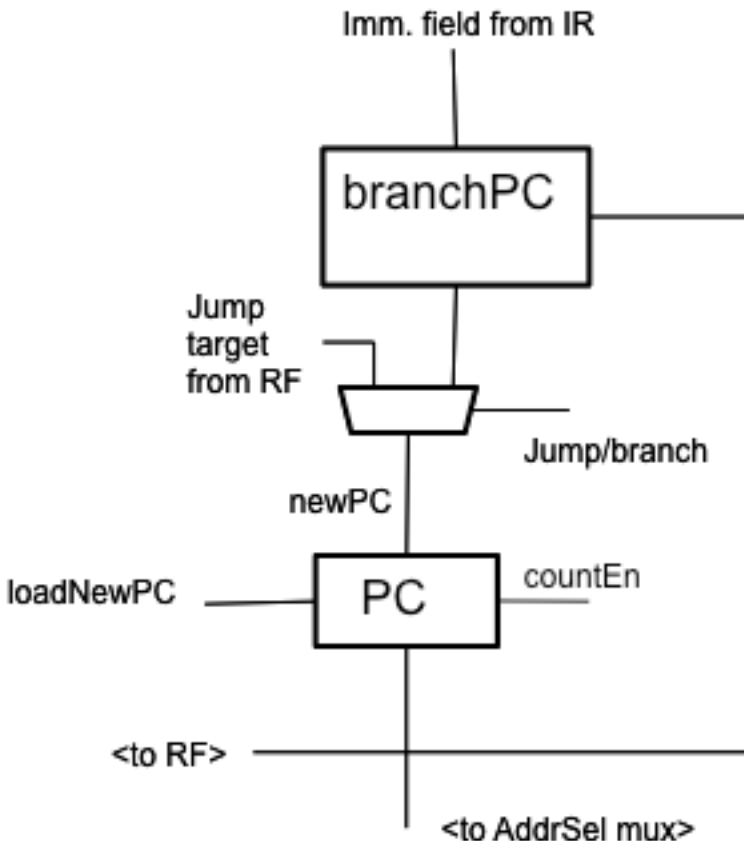 Imm. field from IR
branchPC
Jump
target
from RF
Jump/branch
newPC
loadNewPC
PC
countEn
<to RF>
<to AddrSel mux>